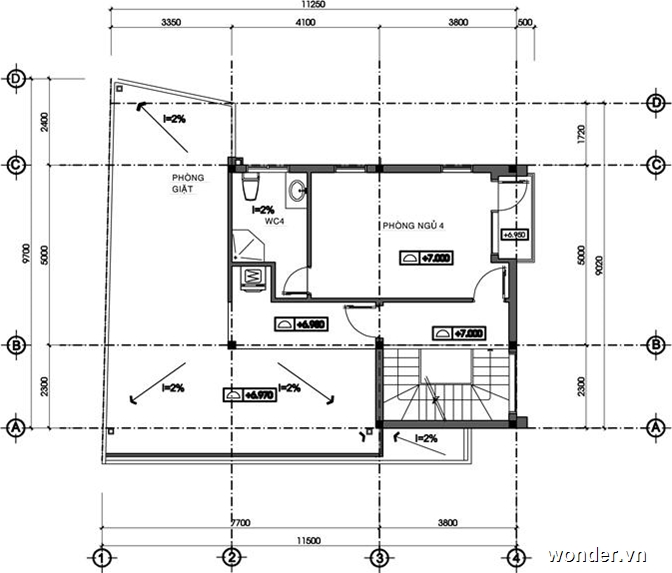 11250
3350
4100
3800
500
D
D
2400
I=2%
1720
C
C
PHÒNG
GIẶT
I=2%
WC4
PHÒNG NGỦ 4
+6.950
+7.000
9700
5000
5000
9020
+6.980
+7.000
B
B
2300
I=2%
I=2%
+6.970
2300
A
A
I=2%
7700
3800
11500
1
2
3
4
wonder.vn